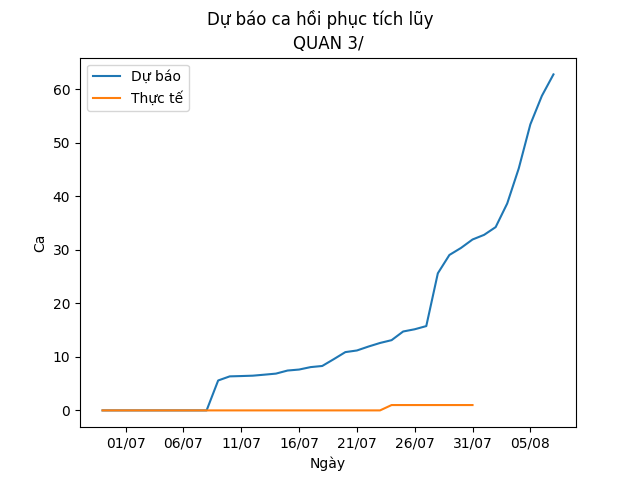 Dự báo ca hồi phục tích lũy
QUAN 3/
Dự báo
Thực tế
60
50
40
30
20
10
0
Ca
01/07 06/07 11/07 16/07 21/07 26/07 31/07 05/08
Ngày